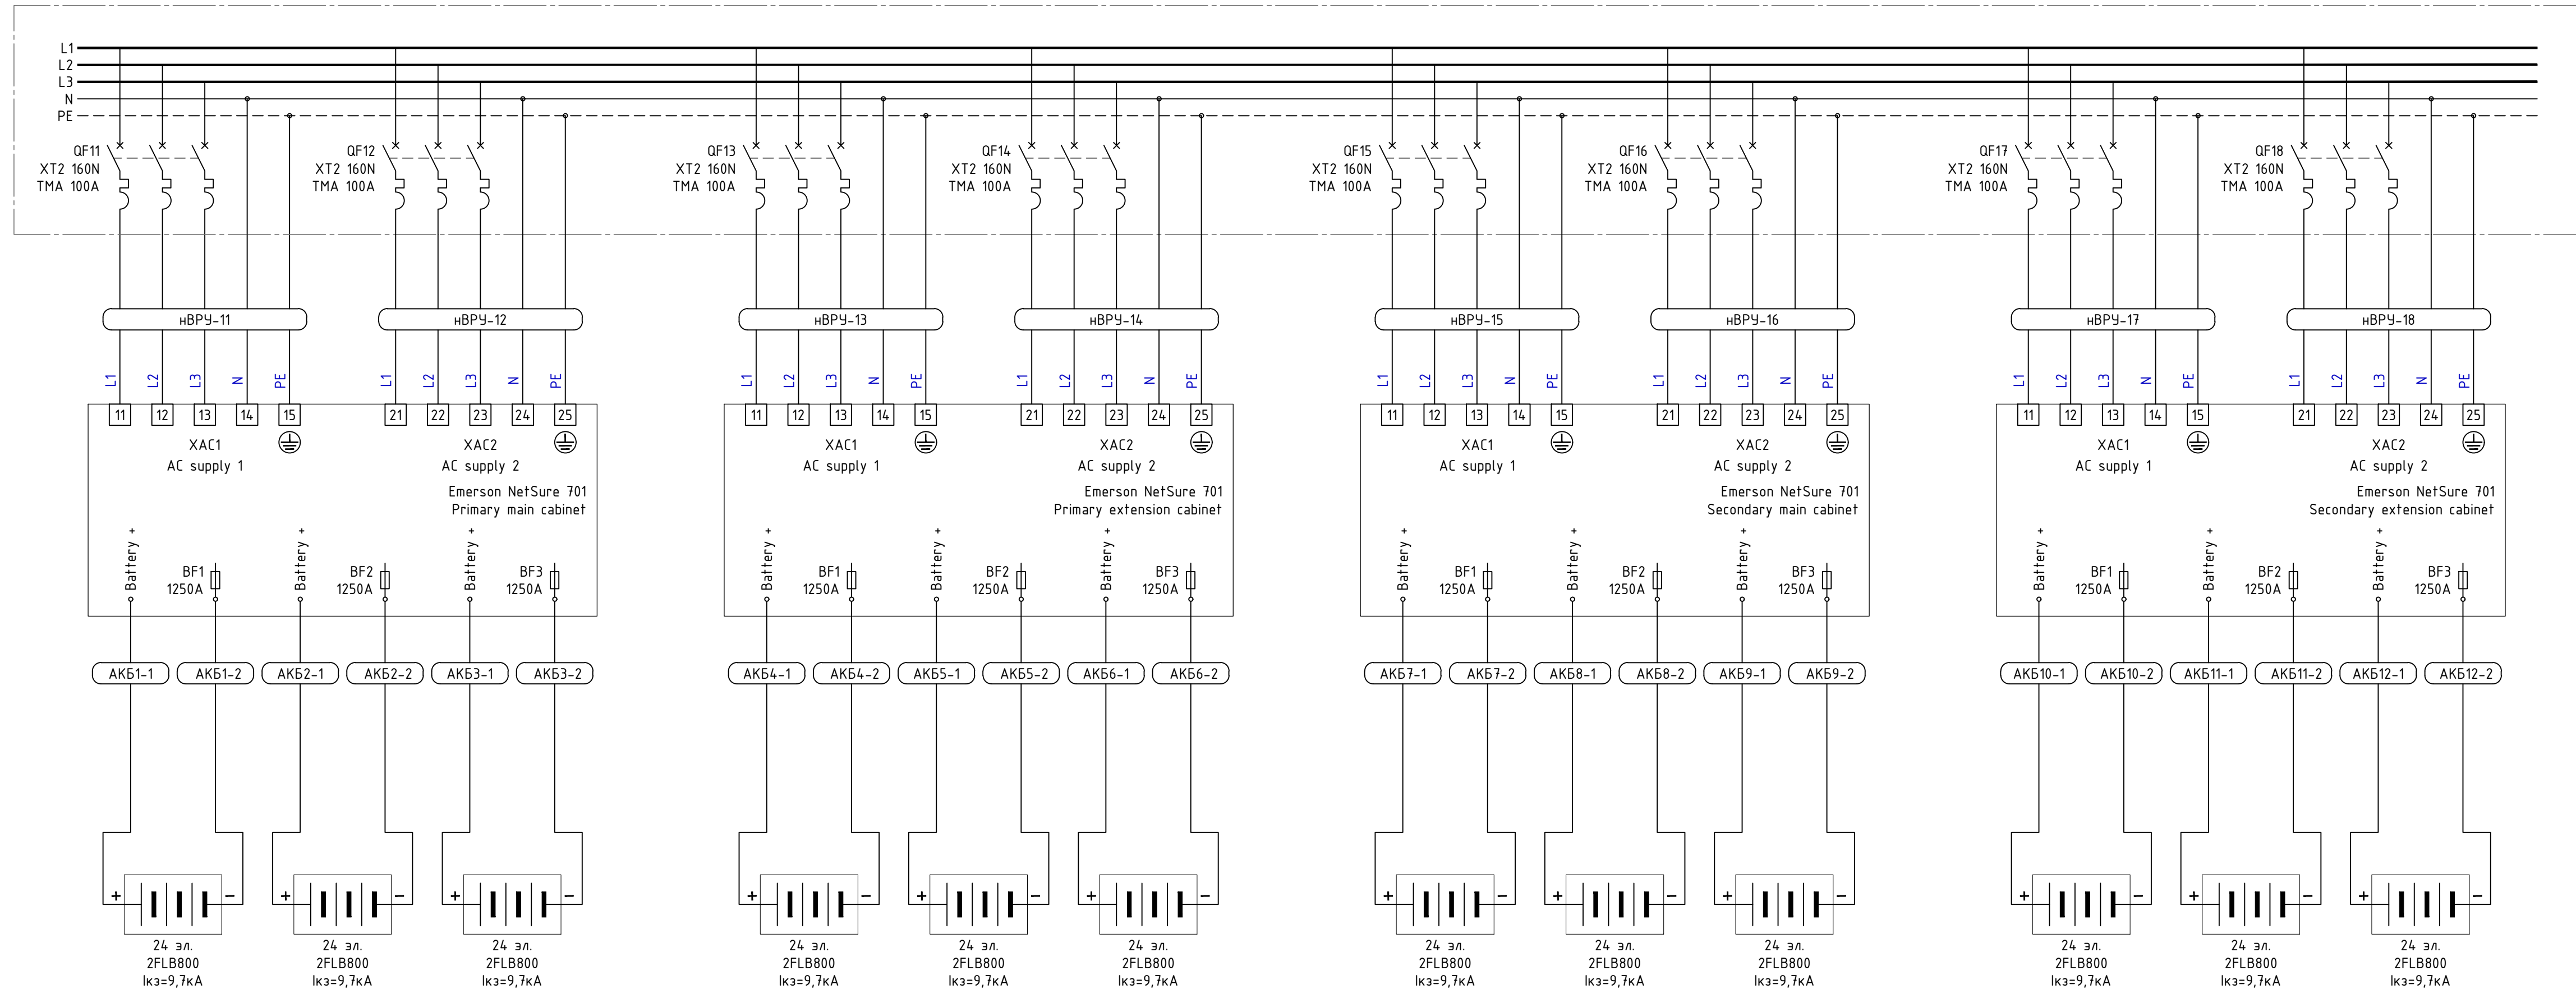 L1
L2
L3
N
PE
QF11
XT2 160N
TMA 100A
QF12
XT2 160N
TMA 100A
QF13
XT2 160N
TMA 100A
QF14
XT2 160N
TMA 100A
QF15
XT2 160N
TMA 100A
QF16
XT2 160N
TMA 100A
QF17
XT2 160N
TMA 100A
QF18
XT2 160N
TMA 100A
нВРУ-11
нВРУ-12
нВРУ-13
нВРУ-14
нВРУ-15
нВРУ-16
нВРУ-17
нВРУ-18
L1 L2 L3 N PE
L1 L2 L3 N PE
L1 L2 L3 N PE
L1 L2 L3 N PE
L1 L2 L3 N PE
L1 L2 L3 N PE
L1 L2 L3 N PE
L1 L2 L3 N PE
11 12 13 14 15
21 22 23 24 25
XAC1
AC supply 1
XAC2
AC supply 2
Emerson NetSure 701
Primary main cabinet
Battery +
BF1
1250A
Battery +
BF2
1250A
Battery +
BF3
1250A
11 12 13 14 15
21 22 23 24 25
XAC1
AC supply 1
XAC2
AC supply 2
Emerson NetSure 701
Primary extension cabinet
Battery +
BF1
1250A
Battery +
BF2
1250A
Battery +
BF3
1250A
11 12 13 14 15
21 22 23 24 25
XAC1
AC supply 1
XAC2
AC supply 2
Emerson NetSure 701
Secondary main cabinet
Battery +
BF1
1250A
Battery +
BF2
1250A
Battery +
BF3
1250A
11 12 13 14 15
21 22 23 24 25
XAC1
AC supply 1
XAC2
AC supply 2
Emerson NetSure 701
Secondary extension cabinet
Battery +
BF1
1250A
Battery +
BF2
1250A
Battery +
BF3
1250A
АКБ1-1
АКБ1-2
АКБ2-1
АКБ2-2
АКБ3-1
АКБ3-2
АКБ4-1
АКБ4-2
АКБ5-1
АКБ5-2
АКБ6-1
АКБ6-2
АКБ7-1
АКБ7-2
АКБ8-1
АКБ8-2
АКБ9-1
АКБ9-2
АКБ10-1
АКБ10-2
АКБ11-1
АКБ11-2
АКБ12-1
АКБ12-2
+ −
24 эл.
2FLB800
Iкз=9,7кА
+ −
24 эл.
2FLB800
Iкз=9,7кА
+ −
24 эл.
2FLB800
Iкз=9,7кА
+ −
24 эл.
2FLB800
Iкз=9,7кА
+ −
24 эл.
2FLB800
Iкз=9,7кА
+ −
24 эл.
2FLB800
Iкз=9,7кА
+ −
24 эл.
2FLB800
Iкз=9,7кА
+ −
24 эл.
2FLB800
Iкз=9,7кА
+ −
24 эл.
2FLB800
Iкз=9,7кА
+ −
24 эл.
2FLB800
Iкз=9,7кА
+ −
24 эл.
2FLB800
Iкз=9,7кА
+ −
24 эл.
2FLB800
Iкз=9,7кА